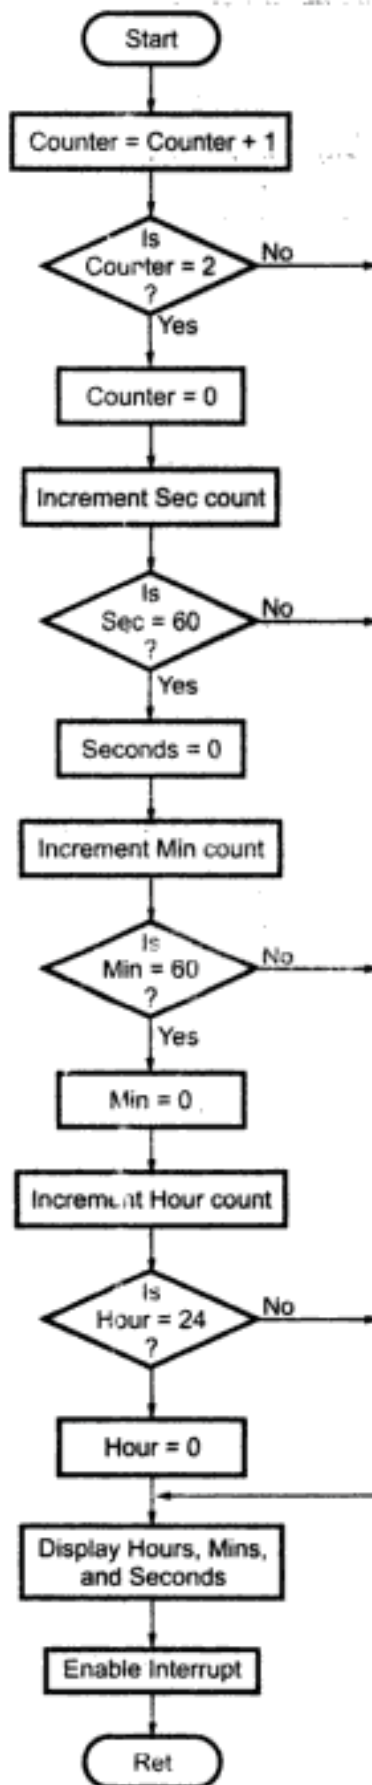 Start
Counter = Counter + 1
Is
Counter = 2
?
No
Yes
Counter = 0
Increment Sec count
Is
Sec = 60
?
No
Yes
Seconds = 0
Increment Min count
Is
Min = 60
?
No
Yes
Min = 0
Increment Hour count
Is
Hour = 24
?
No
Hour = 0
Display Hours, Mins,
and Seconds
Enable Interrupt
Ret